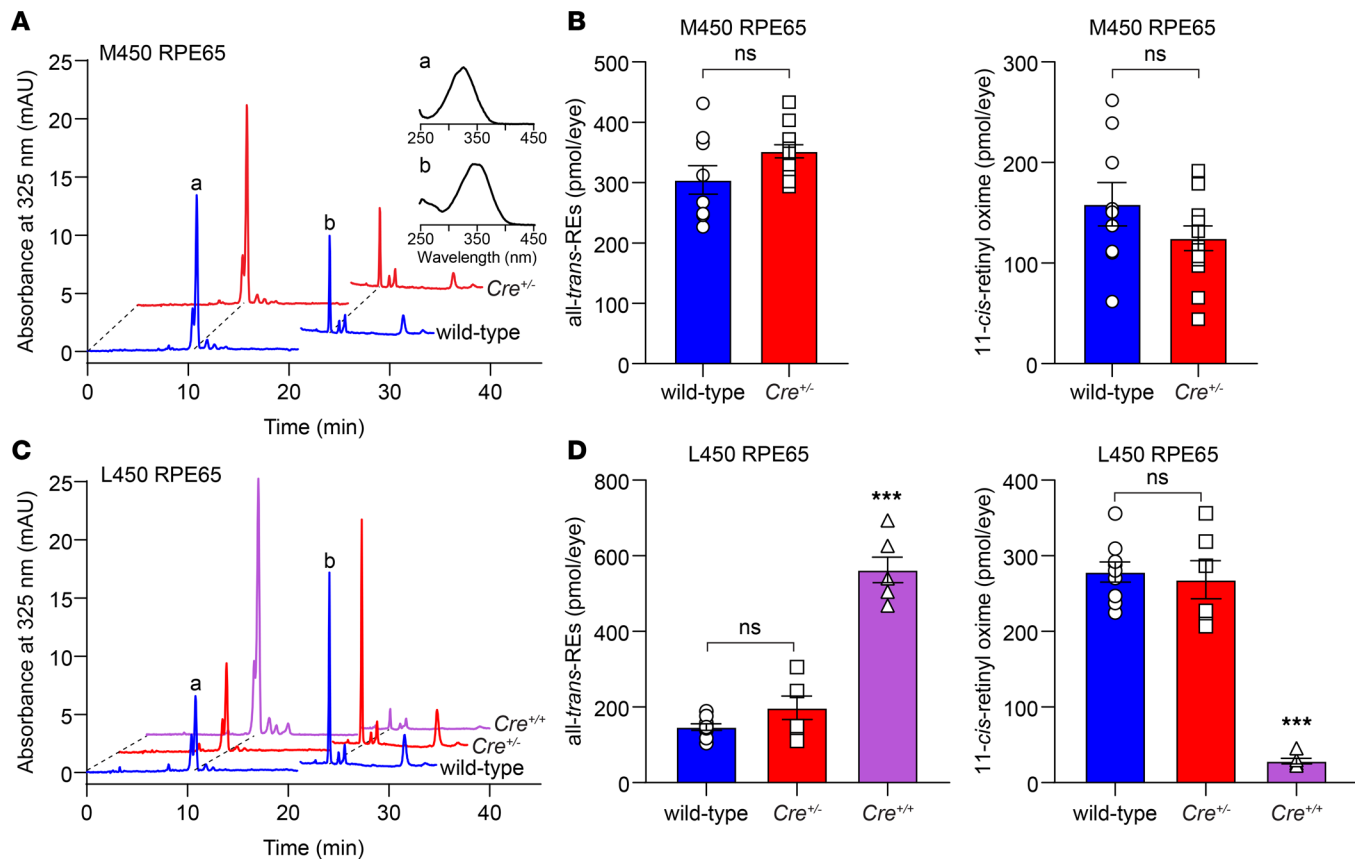 A
M450 RPE65
Absorbance at 325 nm (mAU)
25
20
15
10
5
0
a
b
Cre+/-
wild-type
a
250 350 450
b
250 350 450
Wavelength (nm)
0 10 20 30 40
Time (min)
B
M450 RPE65
ns
all-trans-REs (pmol/eye)
500
400
300
200
100
0
wild-type Cre+/-
M450 RPE65
ns
11-cis-retinyl oxime (pmol/eye)
300
200
100
0
wild-type Cre+/-
C
L450 RPE65
Absorbance at 325 nm (mAU)
25
20
15
10
5
0
a
b
Cre+/+
Cre+/-
wild-type
0 10 20 30 40
Time (min)
D
L450 RPE65
ns
***
all-trans-REs (pmol/eye)
800
600
400
200
0
wild-type Cre+/- Cre+/+
L450 RPE65
ns
***
11-cis-retinyl oxime (pmol/eye)
400
300
200
100
0
wild-type Cre+/- Cre+/+